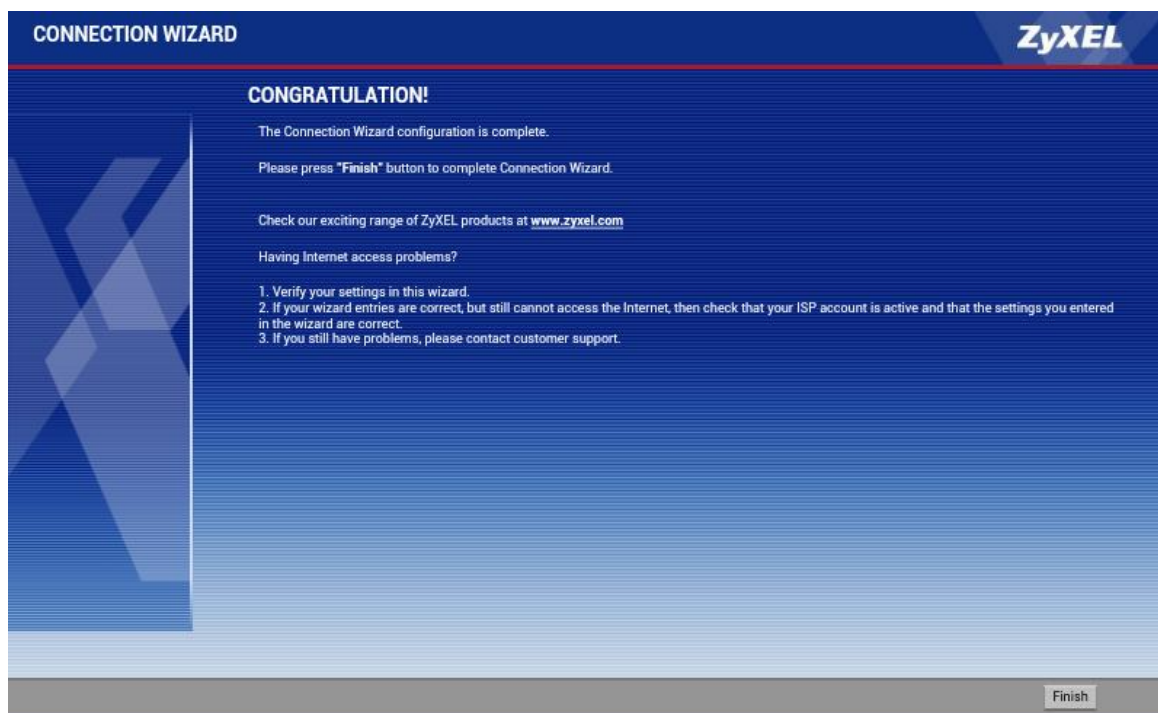 CONNECTION WIZARD
ZyXEL
CONGRATULATION!
The Connection Wizard configuration is complete.
Please press "Finish" button to complete Connection Wizard.
Check our exciting range of ZyXEL products at www.zyxel.com
Having Internet access problems?
1. Verify your settings in this wizard.
2. If your wizard entries are correct, but still cannot access the Internet, then check that your ISP account is active and that the settings you entered
in the wizard are correct.
3. If you still have problems, please contact customer support.
Finish